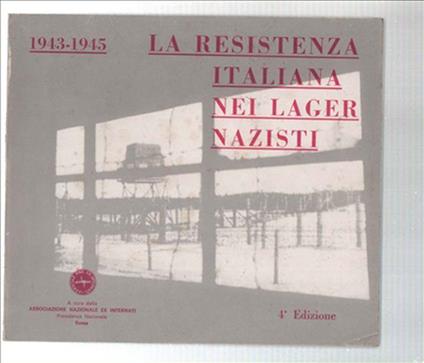 1943-1945
LA RESISTENZA
ITALIANA
NEI LAGER
NAZISTI
A cura della
ASSOCIAZIONE NAZIONALE EX INTERNATI
Presidenza Nazionale
Roma
4ª Edizione